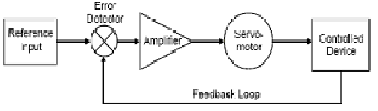 Error
Detector
Reference
Input
Amplifier
Servo-
motor
Controlled
Device
Feedback Loop